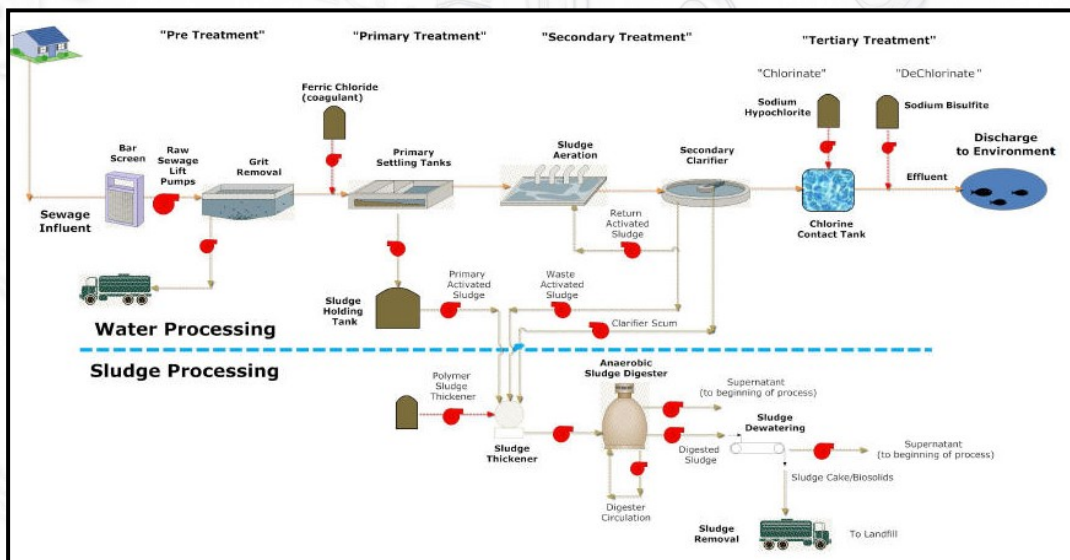 "Pre Treatment"
"Primary Treatment"
"Secondary Treatment"
"Tertiary Treatment"
"Chlorinate"
"DeChlorinate"
Ferric Chloride
(coagulant)
Sodium
Hypochlorite
Sodium Bisulfite
Bar
Screen
Raw
Sewage
Lift
Pumps
Grit
Removal
Primary
Settling Tanks
Sludge
Aeration
Secondary
Clarifier
Discharge
to Environment
Sewage
Influent
Effluent
Chlorine
Contact Tank
Return
Activated
Sludge
Sludge
Holding
Tank
Primary
Activated
Sludge
Waste
Activated
Sludge
Clarifier Scum
Water Processing
Sludge Processing
Polymer
Sludge
Thickener
Sludge
Thickener
Anaerobic
Sludge Digester
Supernatant
(to beginning of process)
Digested
Sludge
Sludge
Dewatering
Supernatant
(to beginning of process)
Digester
Circulation
Sludge Cake/Biosolids
Sludge
Removal
To Landfill